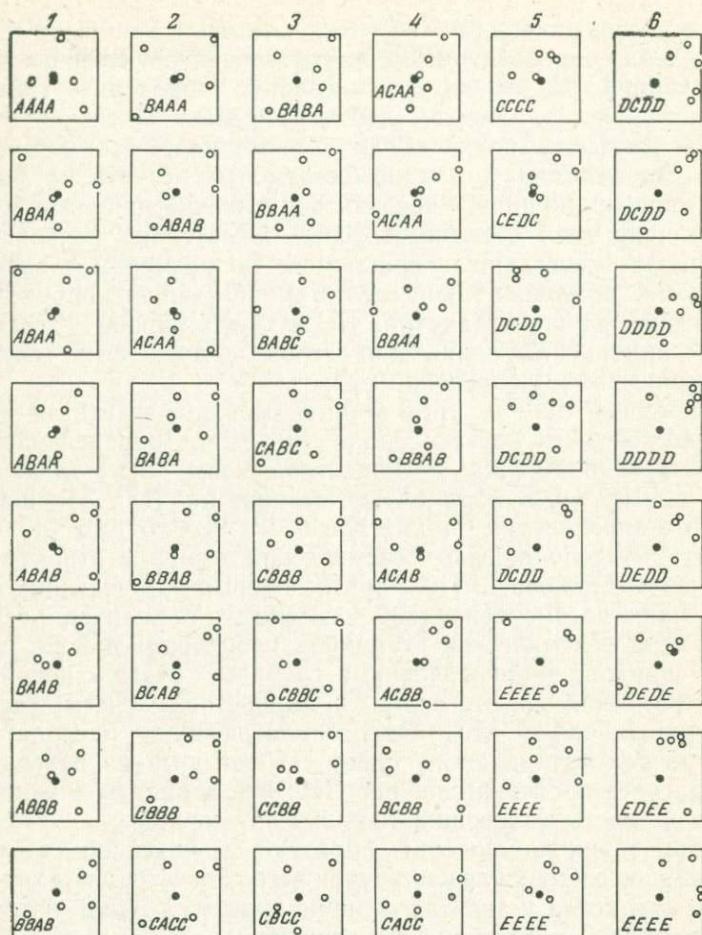 1 2 3 4 5 6
AAAA BAAA BABA ACAA CCCC DCDD
ABAA ABAB BBAA ACAA CEDC DCDD
ABAA ACAA BABC BBAA DCDD DDDD
ABAA BABA CABC BBAB DCDD DDDD
ABAB BBAB CBBB ACAB DCDD DEDD
BAAB BCAB CBBC ACBB EEEE DEDE
ABBB CBBB CCBB BCBB EEEE EDEE
BBAB CACC CBCC CACC EEEE EEEE